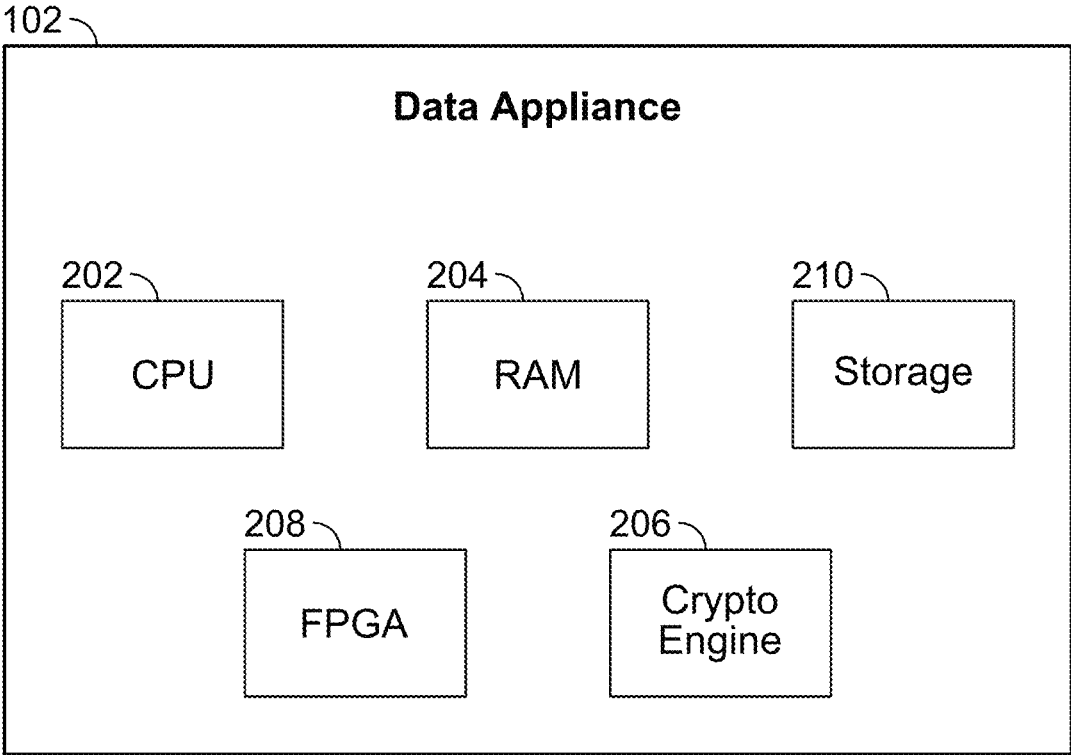 102
Data Appliance
202
204
210
CPU
RAM
Storage
208
206
FPGA
Crypto
Engine